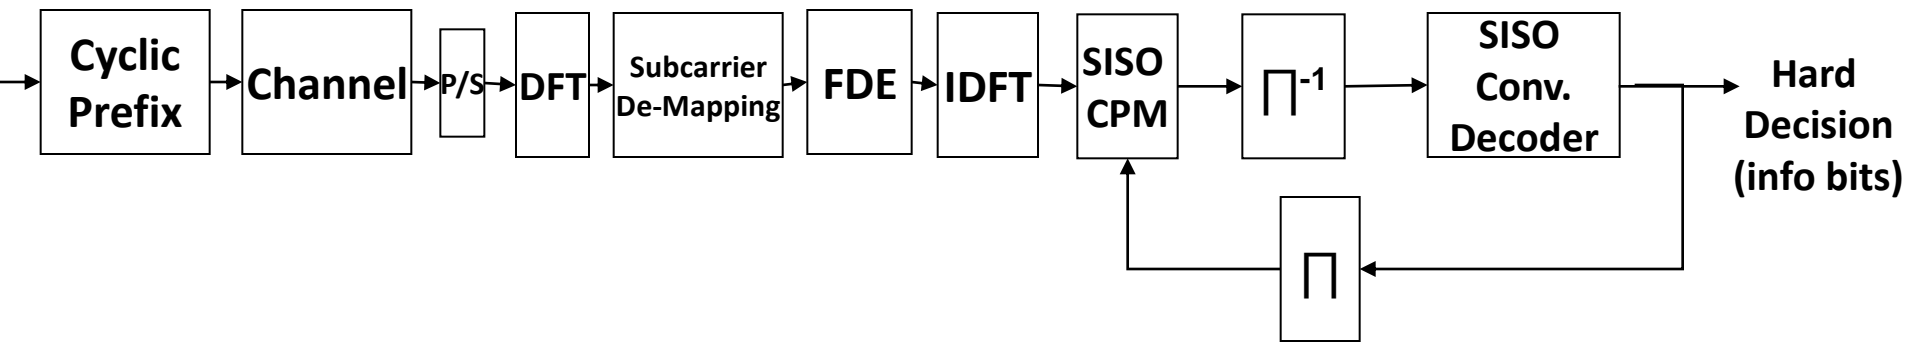 Cyclic
Prefix
Channel
P/S
DFT
Subcarrier
De-Mapping
FDE
IDFT
SISO
CPM
∏-1
SISO
Conv.
Decoder
Hard
Decision
(info bits)
∏